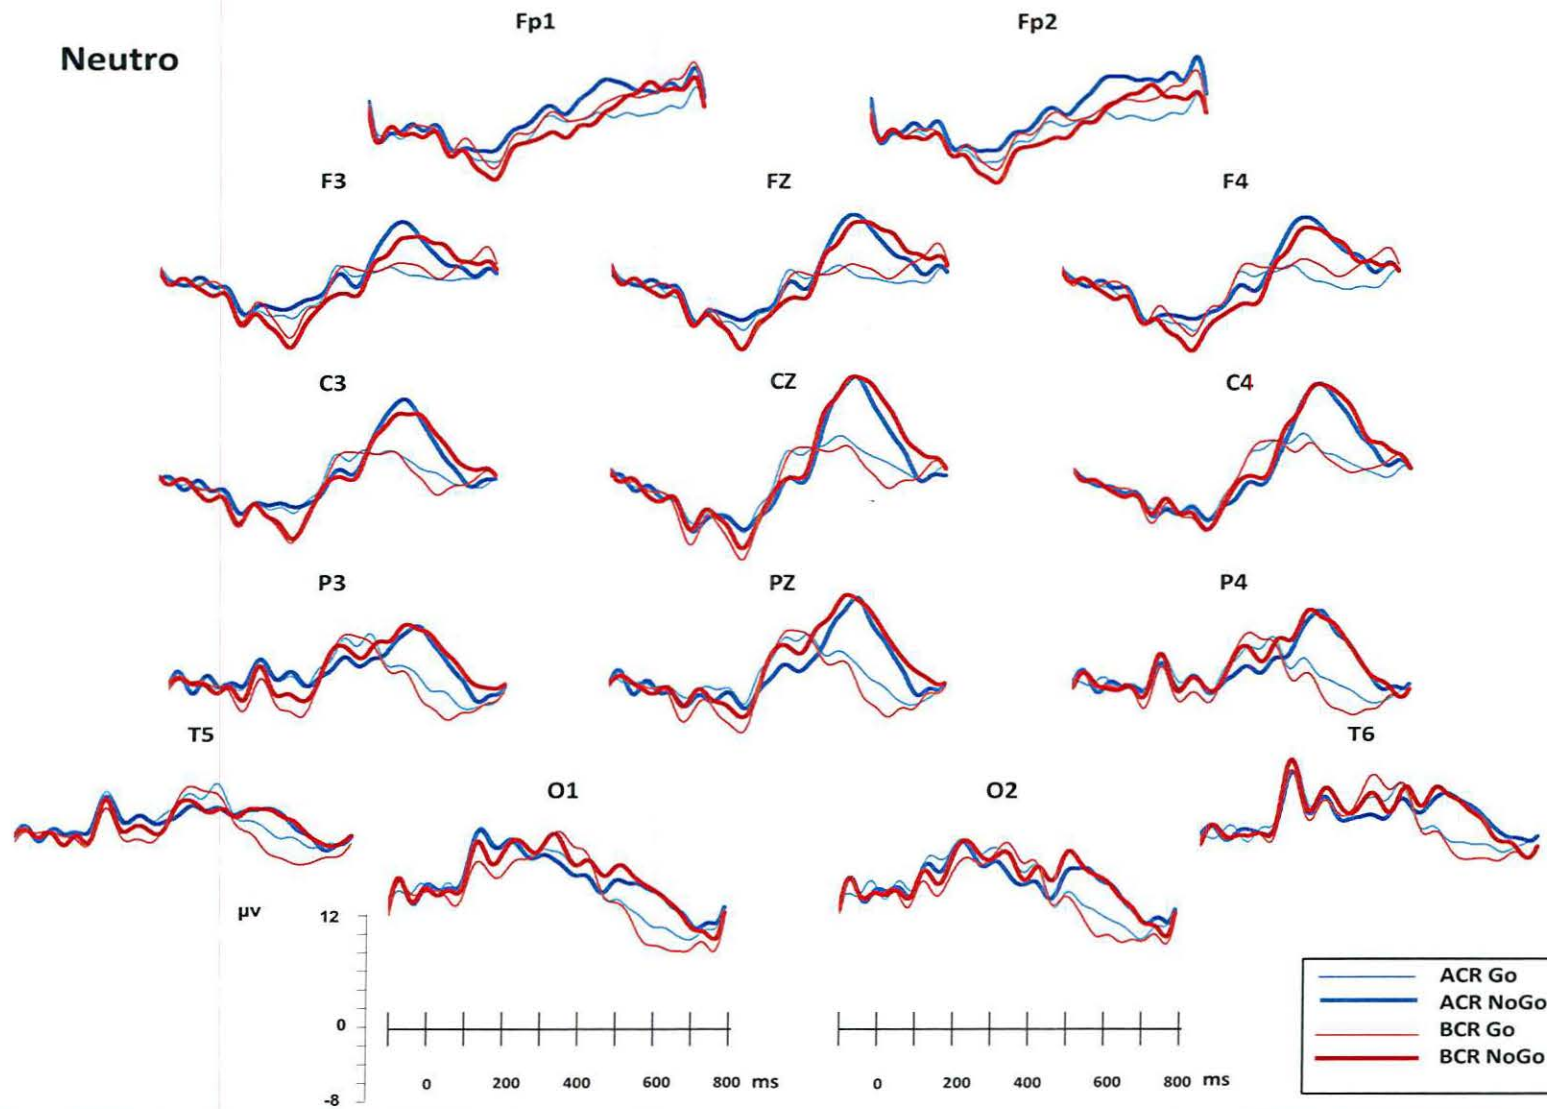 Fp1 Fp2
Neutro
F3 FZ F4
C3 CZ C4
P3 PZ P4
T5 T6
O1 O2
µv 12
ACR Go
ACR NoGo
0 BCR Go
BCR NoGo
0 200 400 600 800 ms 0 200 400 600 800 ms
-8